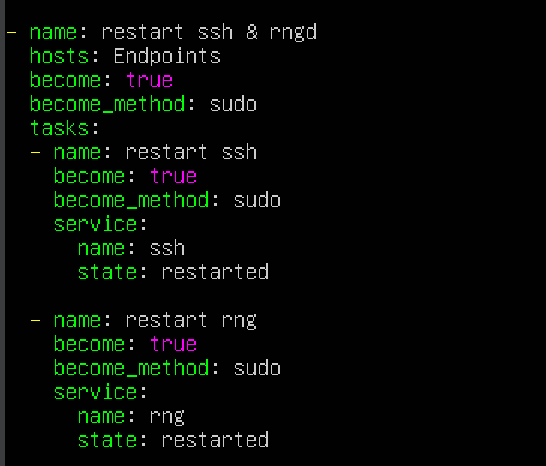 - name: restart ssh & rngd
  hosts: Endpoints
  become: true
  become_method: sudo
  tasks:
  - name: restart ssh
    become: true
    become_method: sudo
    service:
      name: ssh
      state: restarted

  - name: restart rng
    become: true
    become_method: sudo
    service:
      name: rng
      state: restarted